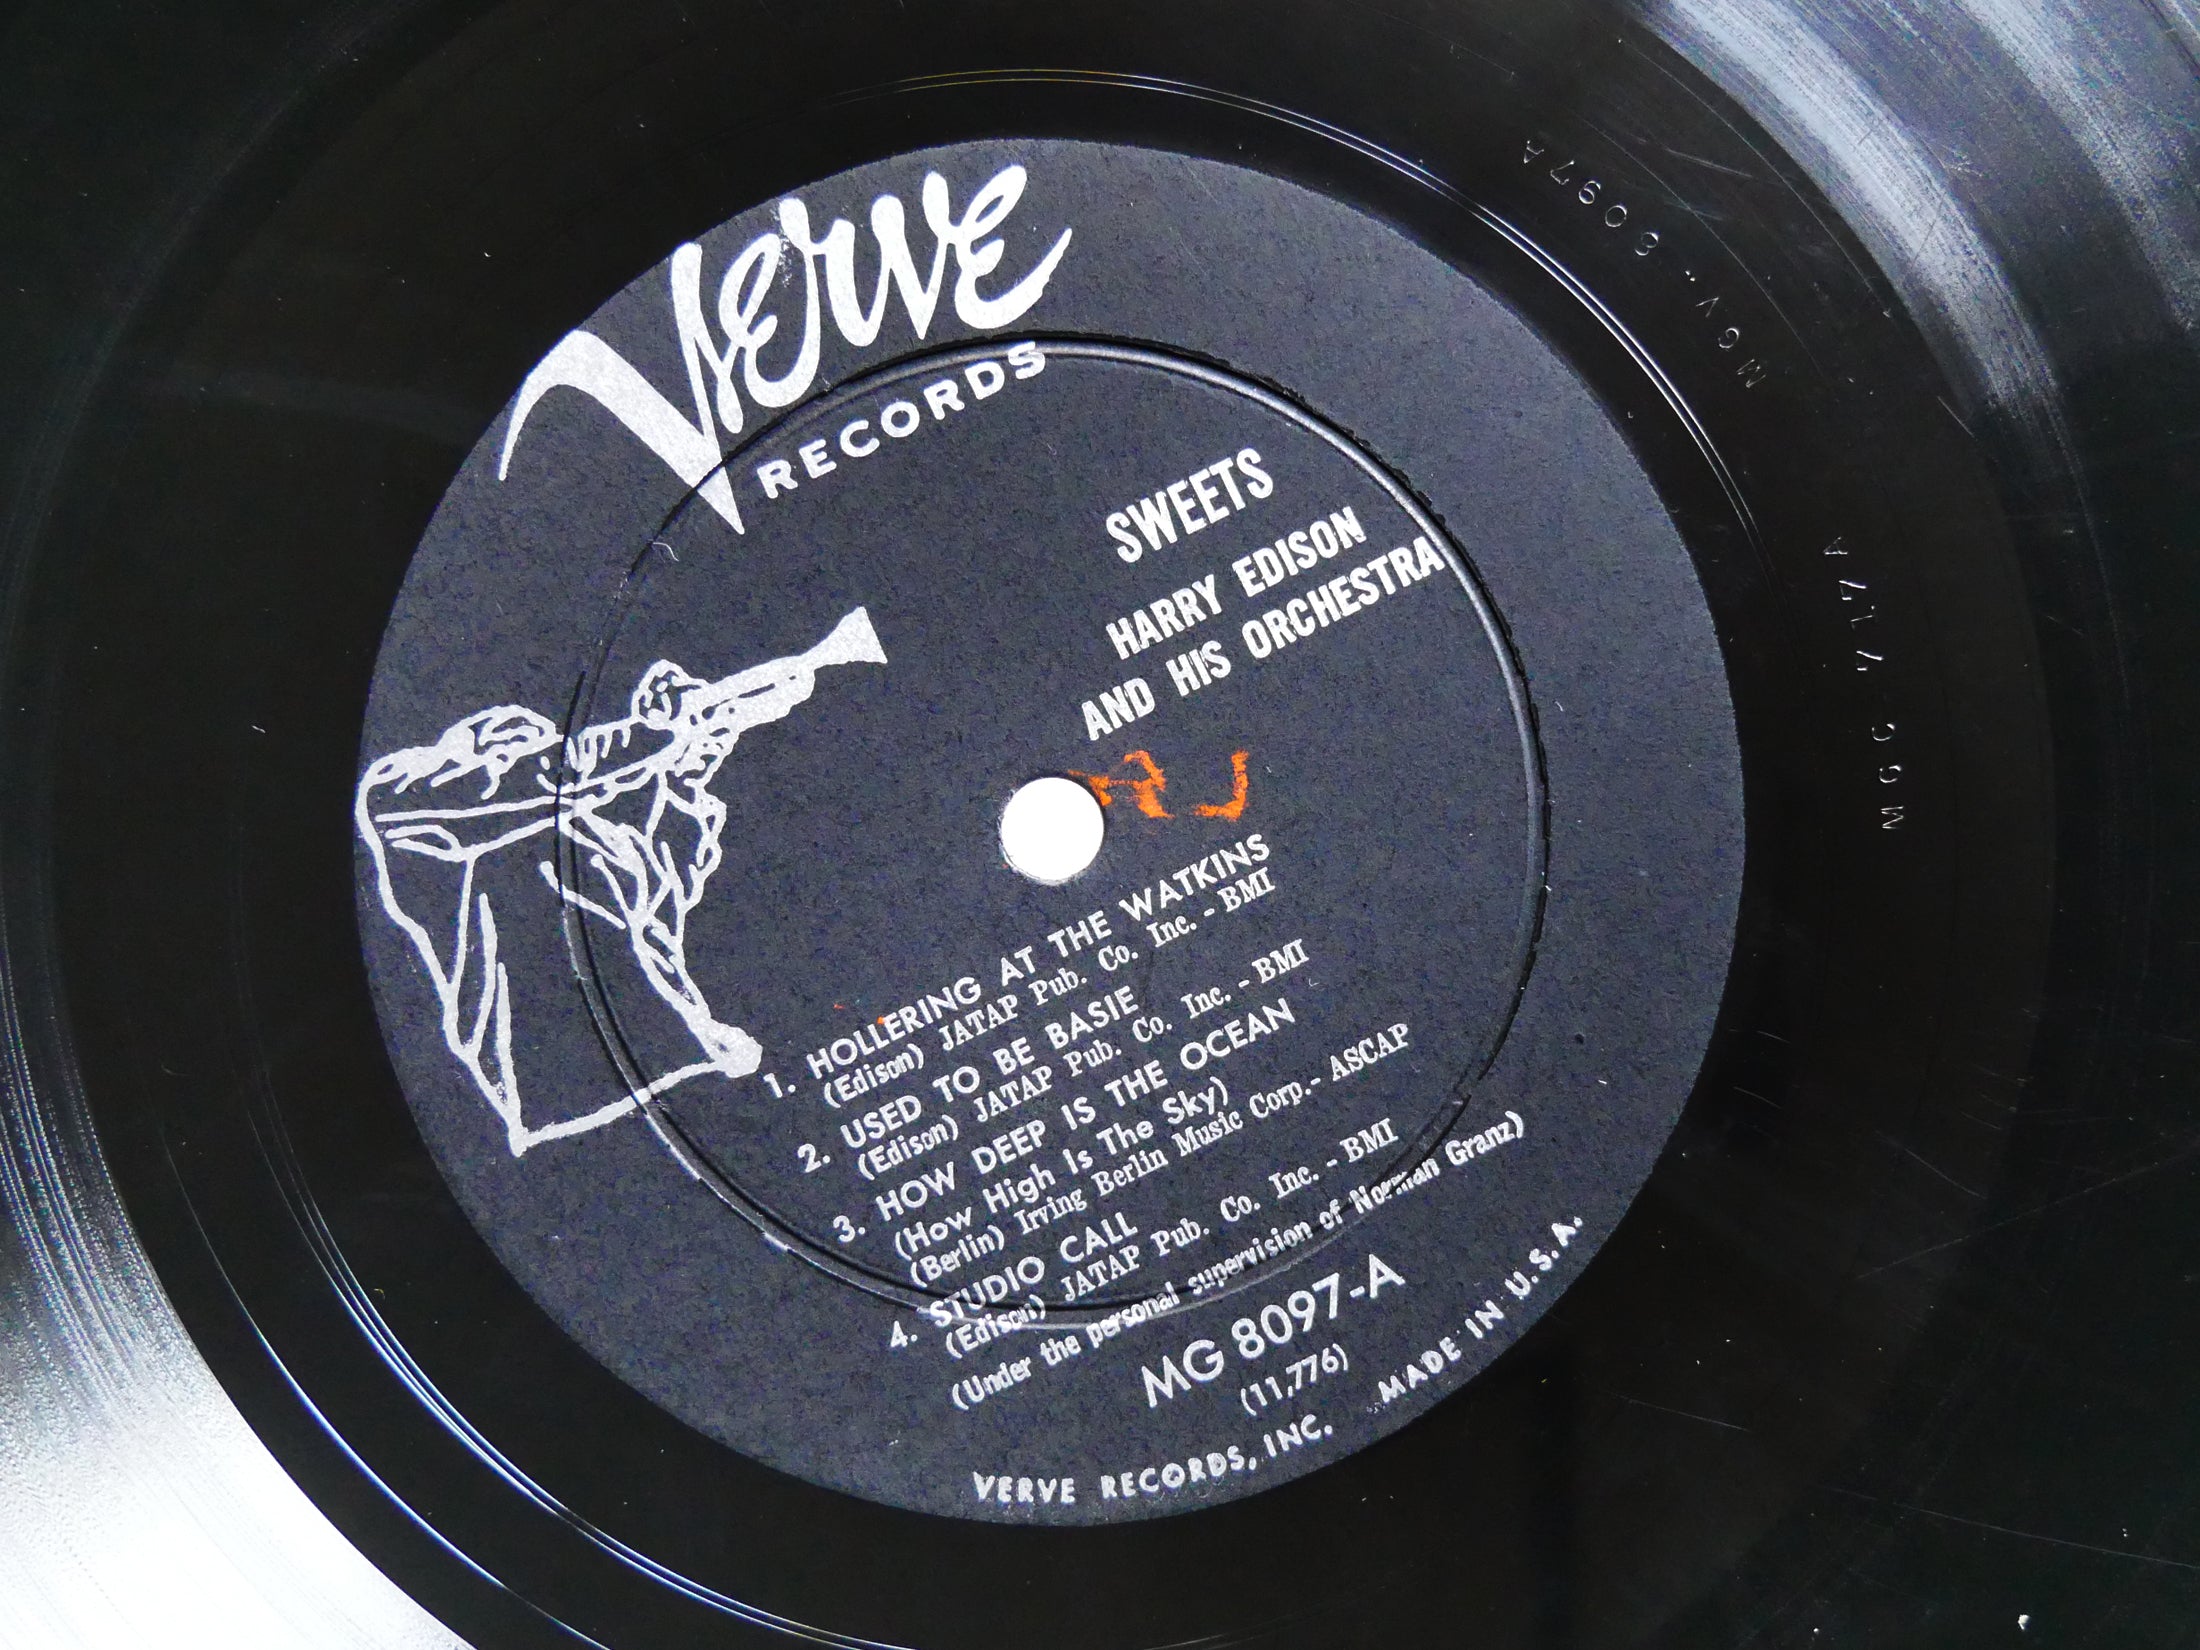 Verve
RECORDS
SWEETS
HARRY EDISON
AND HIS ORCHESTRA
1. HOLLERING AT THE WATKINS
(Edison) JATAP Pub. Co. Inc. - BMI
2. USED TO BE BASIE
(Edison) JATAP Pub. Co. Inc. - BMI
3. HOW DEEP IS THE OCEAN
(How High Is The Sky)
(Berlin) Irving Berlin Music Corp. - ASCAP
4. STUDIO CALL
(Edison) JATAP Pub. Co. Inc. - BMI
(Under the personal supervision of Norman Granz)
MG 8097-A
(11,776)
VERVE RECORDS, INC. MADE IN U.S.A.
MGV-8097A